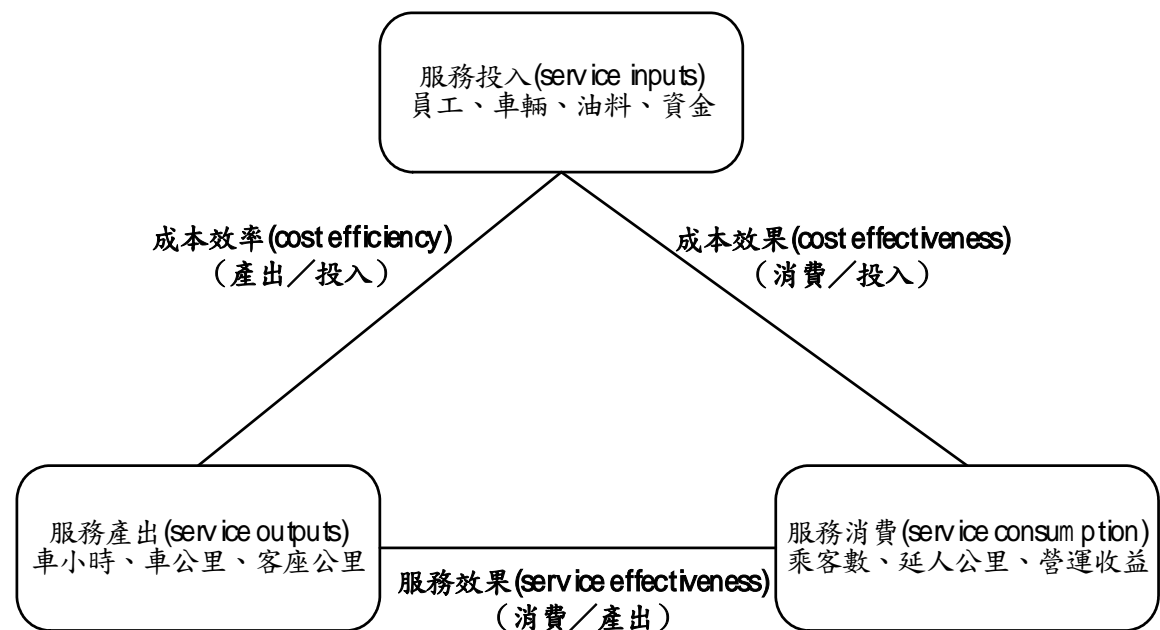 服務投入(service inputs)
員工、車輛、油料、資金
成本效率(cost efficiency)
（產出／投入）
成本效果(cost effectiveness)
（消費／投入）
服務產出(service outputs)
車小時、車公里、客座公里
服務消費(service consumption)
乘客數、延人公里、營運收益
服務效果(service effectiveness)
（消費／產出）